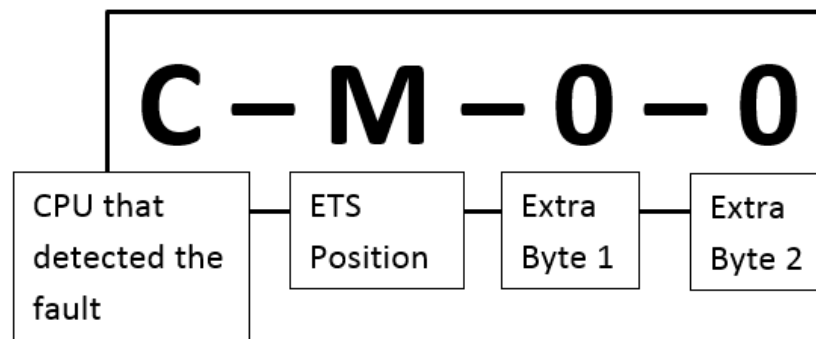 C – M – 0 – 0
CPU that
detected the
fault
ETS
Position
Extra
Byte 1
Extra
Byte 2